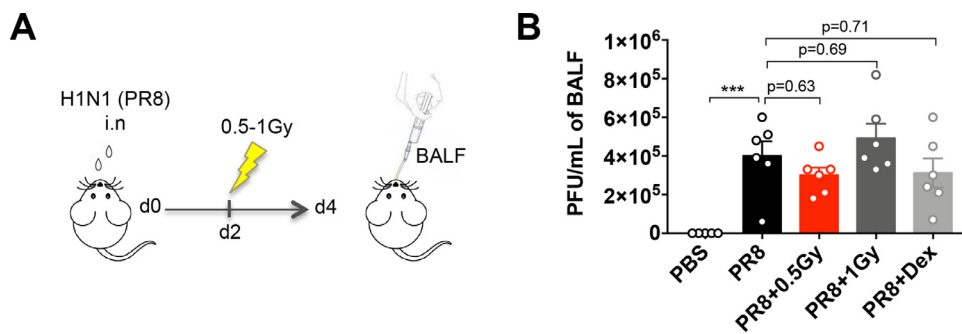 A
H1N1 (PR8)
i.n
0.5-1Gy
BALF
d0
d2
d4
B
PFU/mL of BALF
1×10⁶
8×10⁵
6×10⁵
4×10⁵
2×10⁵
0
p=0.71
p=0.69
*** p=0.63
PBS
PR8
PR8+0.5Gy
PR8+1Gy
PR8+Dex